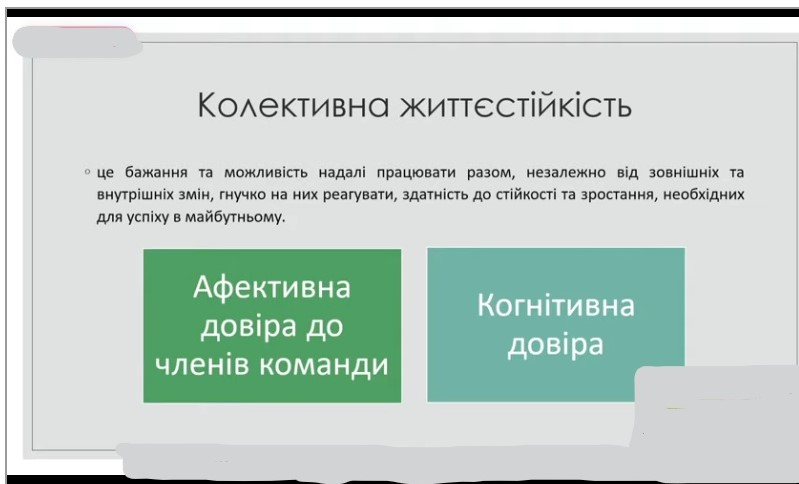 Колективна життєстійкість
◦ це бажання та можливість надалі працювати разом, незалежно від зовнішніх та
внутрішніх змін, гнучко на них реагувати, здатність до стійкості та зростання, необхідних
для успіху в майбутньому.
Афективна
довіра до
членів команди
Когнітивна
довіра